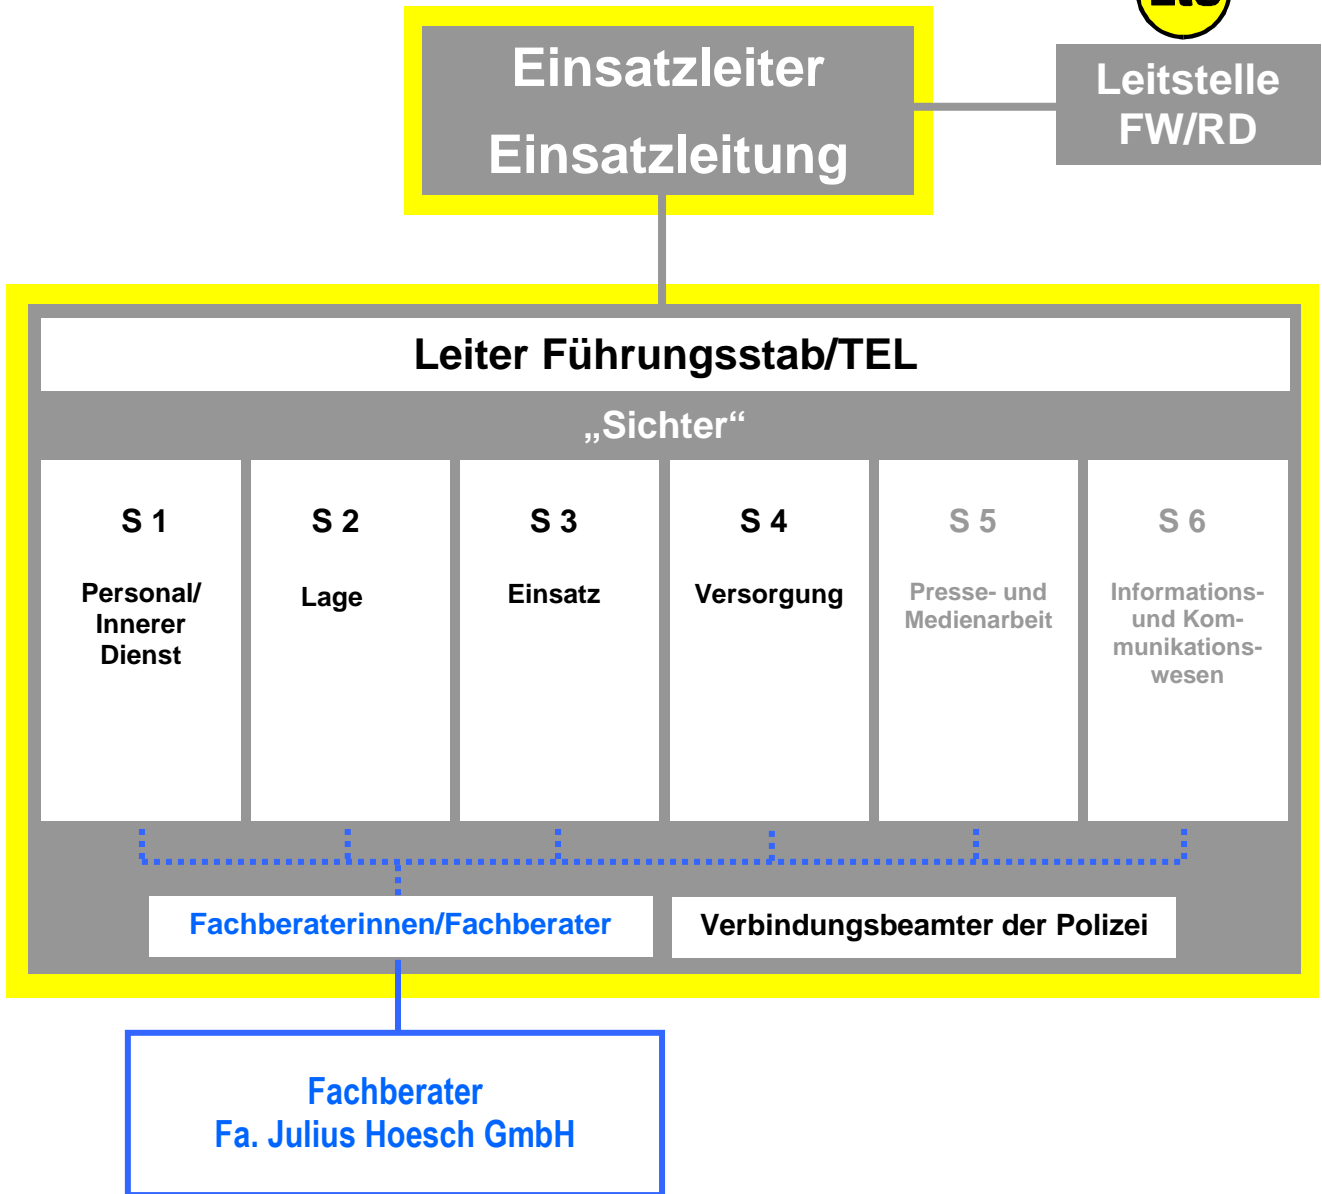 Einsatzleiter
Einsatzleitung
Leitstelle
FW/RD
Leiter Führungsstab/TEL
„Sichter“
S 1
Personal/
Innerer
Dienst
S 2
Lage
S 3
Einsatz
S 4
Versorgung
S 5
Presse- und
Medienarbeit
S 6
Informations-
und Kom-
munikations-
wesen
Fachberaterinnen/Fachberater
Verbindungsbeamter der Polizei
Fachberater
Fa. Julius Hoesch GmbH